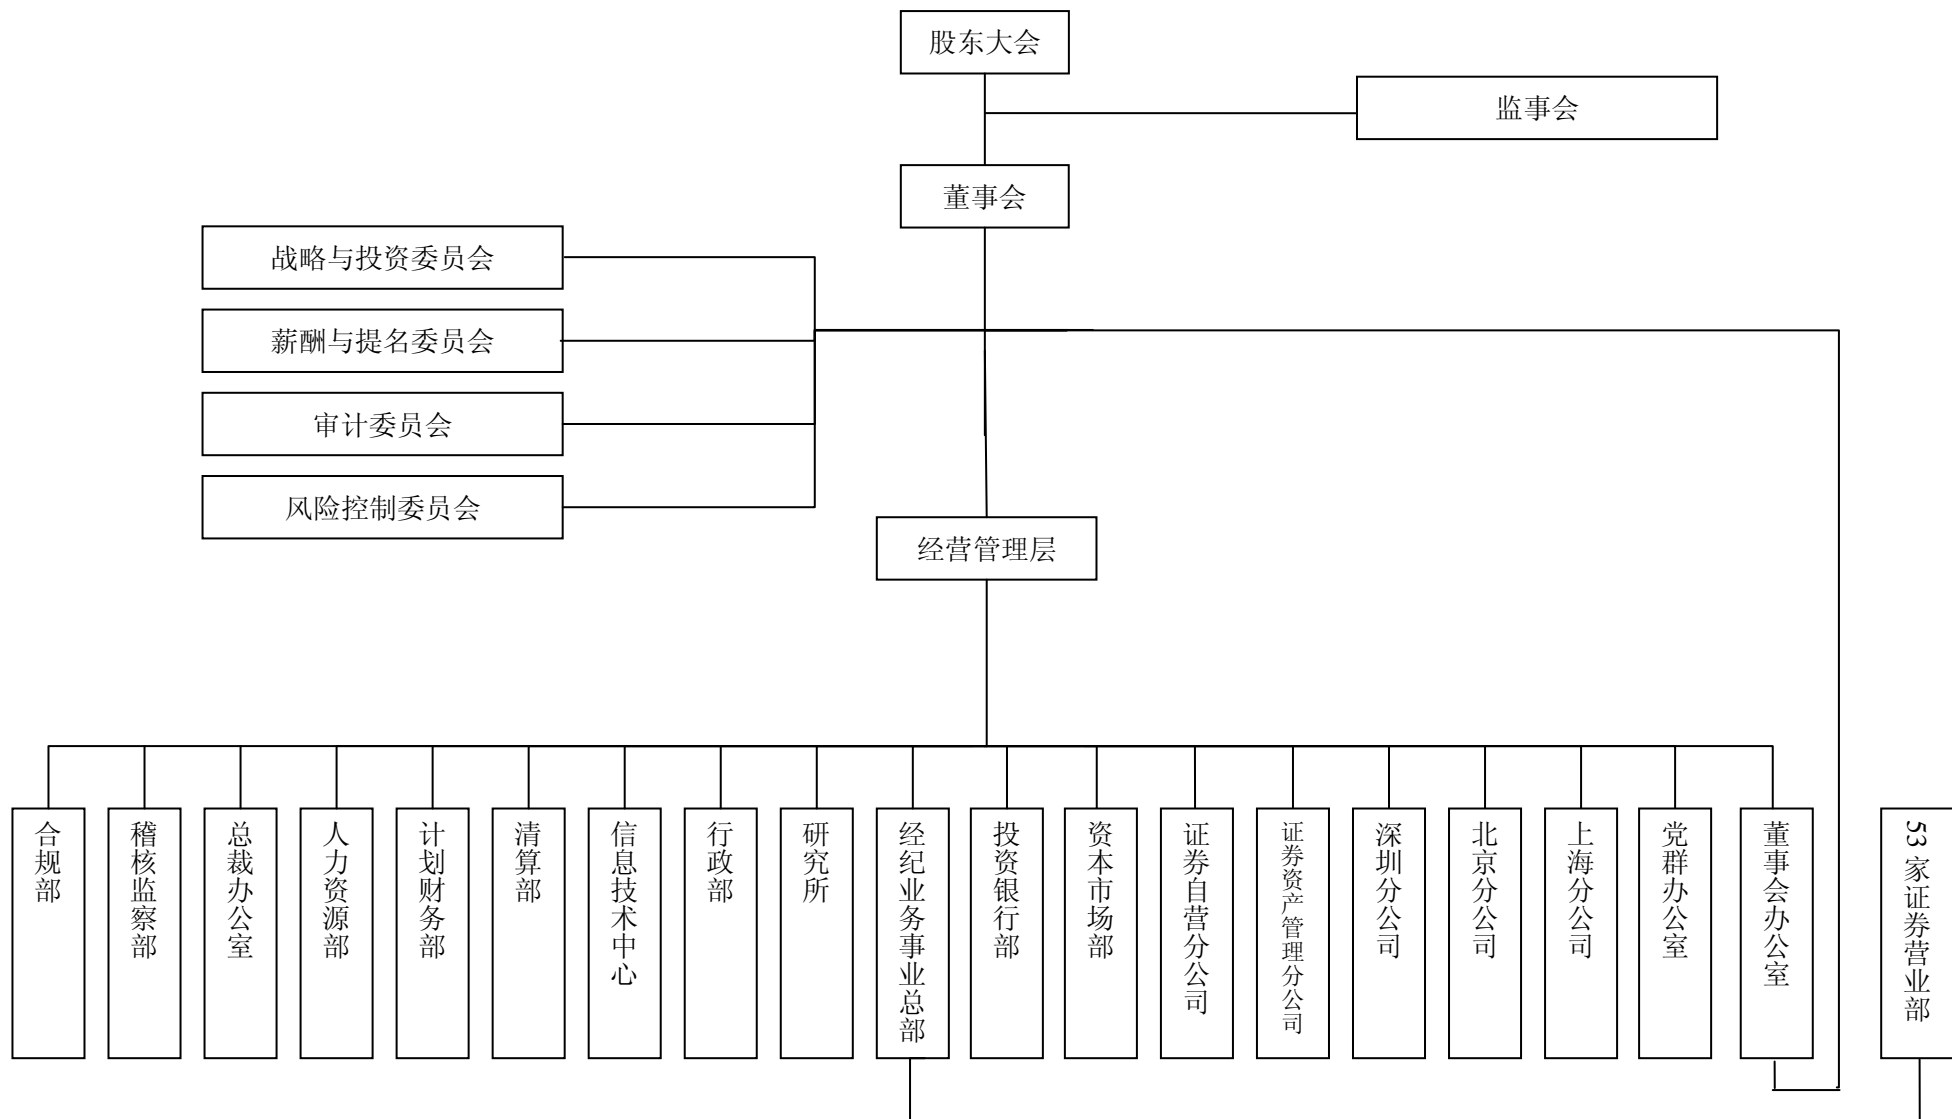 股东大会
监事会
董事会
战略与投资委员会
薪酬与提名委员会
审计委员会
风险控制委员会
经营管理层
合规部
稽核监察部
总裁办公室
人力资源部
计划财务部
清算部
信息技术中心
行政部
研究所
经纪业务事业总部
投资银行部
资本市场部
证券自营分公司
证券资产管理分公司
深圳分公司
北京分公司
上海分公司
党群办公室
董事会办公室
53 家证券营业部